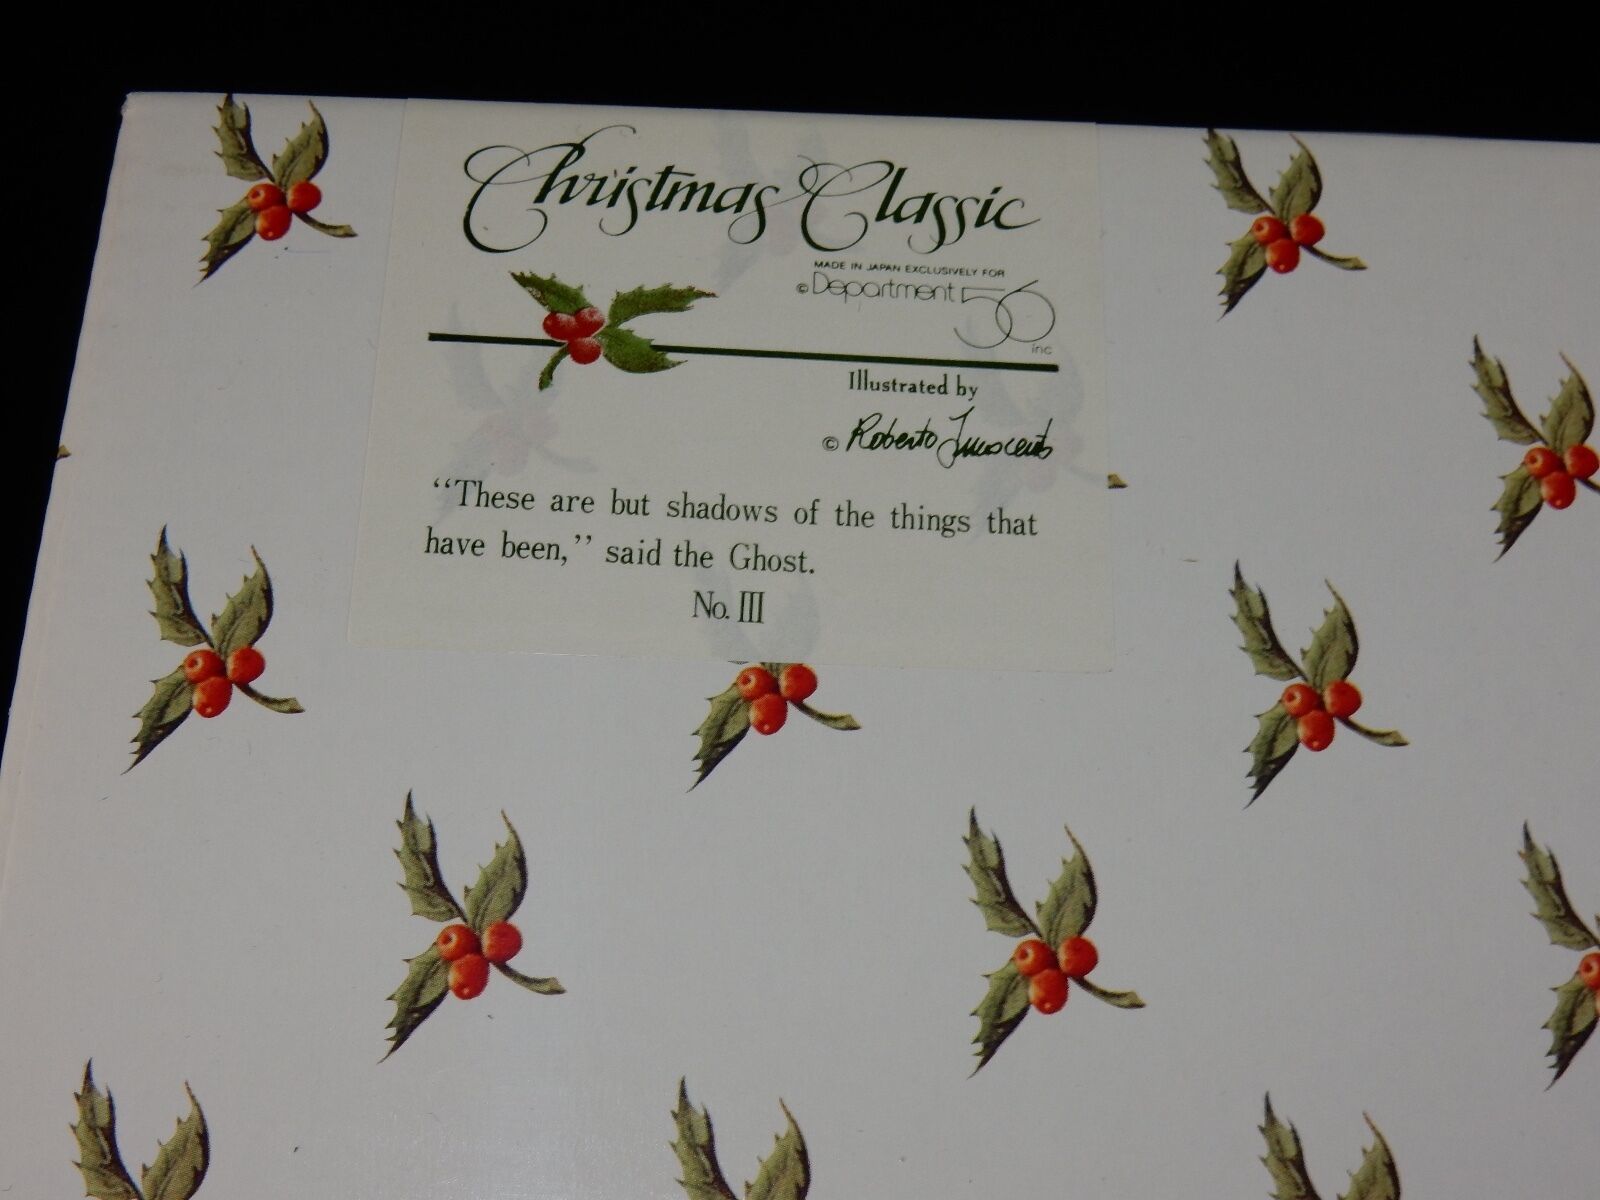 Christmas Classic
MADE IN JAPAN EXCLUSIVELY FOR
© Department 56
inc
Illustrated by
© Roberto Innocenti
“These are but shadows of the things that
have been,” said the Ghost.
No. III